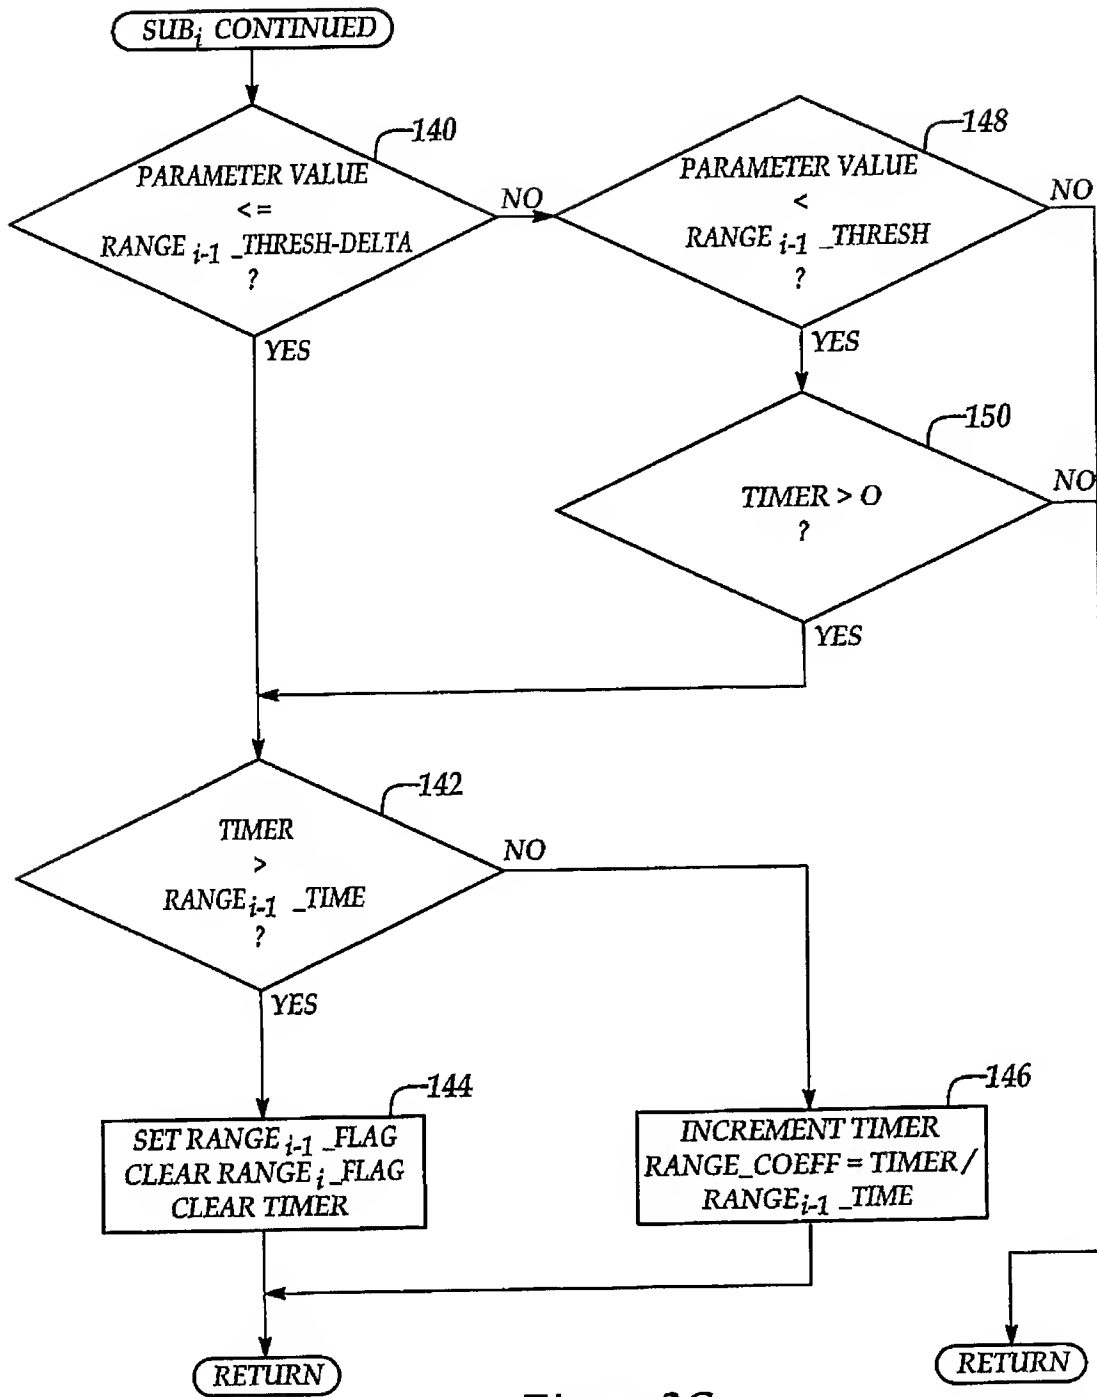 SUBi CONTINUED
140
PARAMETER VALUE
<=
RANGE i-1 _THRESH-DELTA
?
NO
YES
148
PARAMETER VALUE
<
RANGE i-1 _THRESH
?
NO
YES
150
TIMER > O
?
NO
YES
142
TIMER
>
RANGE i-1 _TIME
?
NO
YES
144
SET RANGE i-1 _FLAG
CLEAR RANGE i _FLAG
CLEAR TIMER
146
INCREMENT TIMER
RANGE_COEFF = TIMER /
RANGE i-1 _TIME
RETURN
RETURN